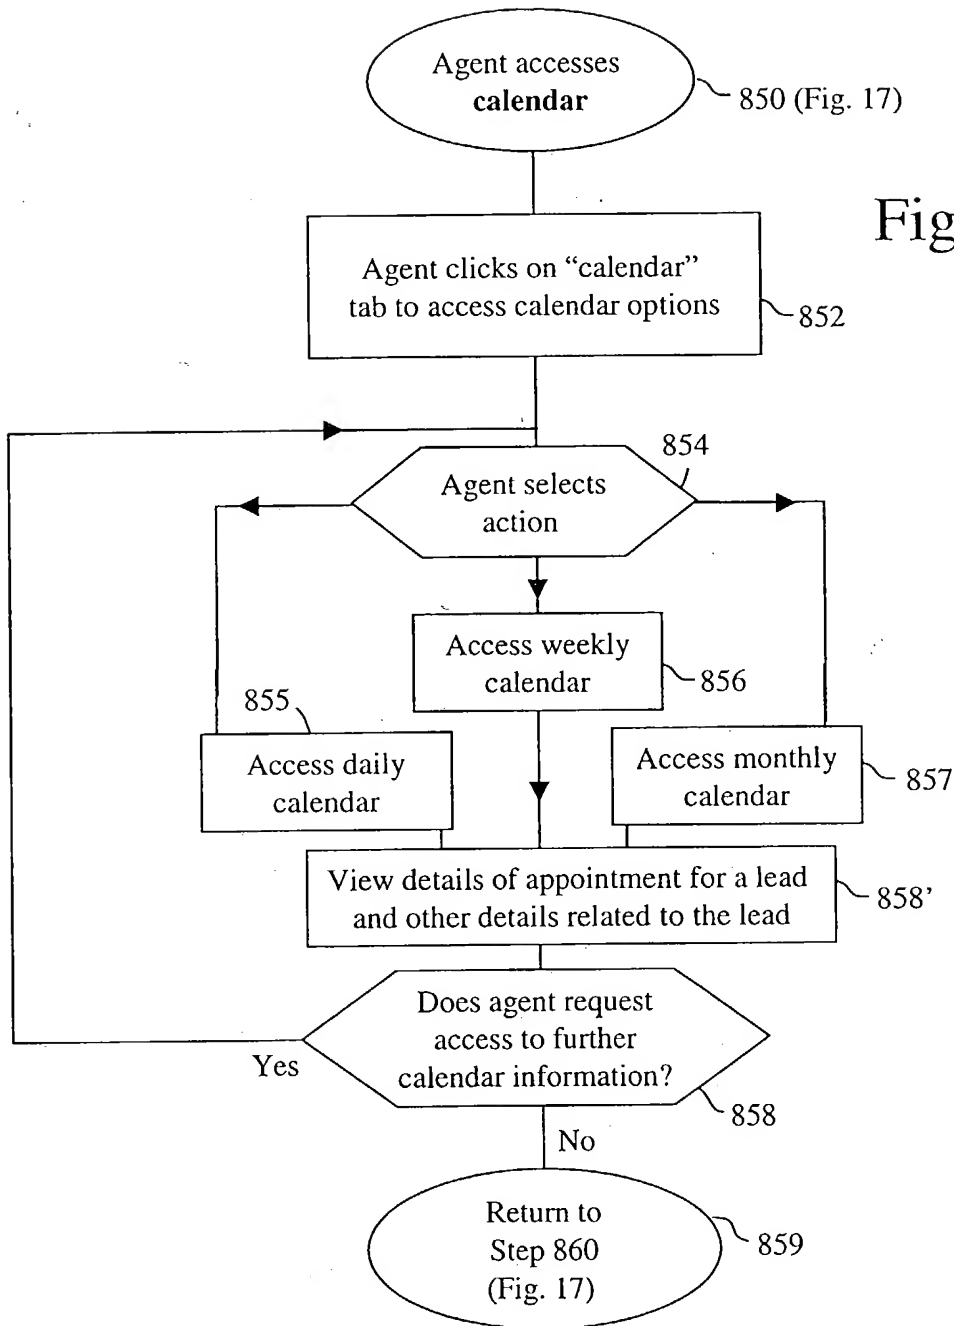 Agent accesses
calendar
850 (Fig. 17)
Fig
Agent clicks on “calendar”
tab to access calendar options
852
854
Agent selects
action
Access weekly
calendar
856
855
Access daily
calendar
Access monthly
calendar
857
View details of appointment for a lead
and other details related to the lead
858’
Does agent request
access to further
calendar information?
Yes
858
No
Return to
Step 860
(Fig. 17)
859